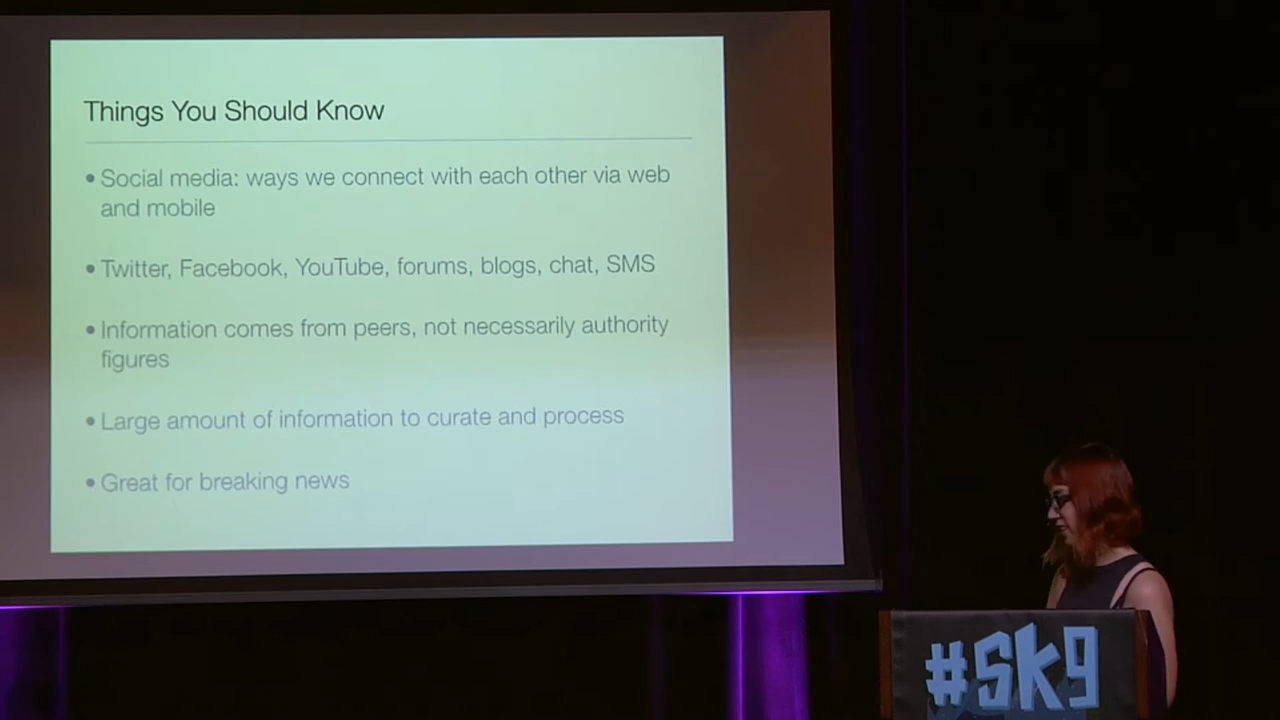 Things You Should Know
• Social media: ways we connect with each other via web
and mobile
• Twitter, Facebook, YouTube, forums, blogs, chat, SMS
• Information comes from peers, not necessarily authority
figures
• Large amount of information to curate and process
• Great for breaking news
#sk9